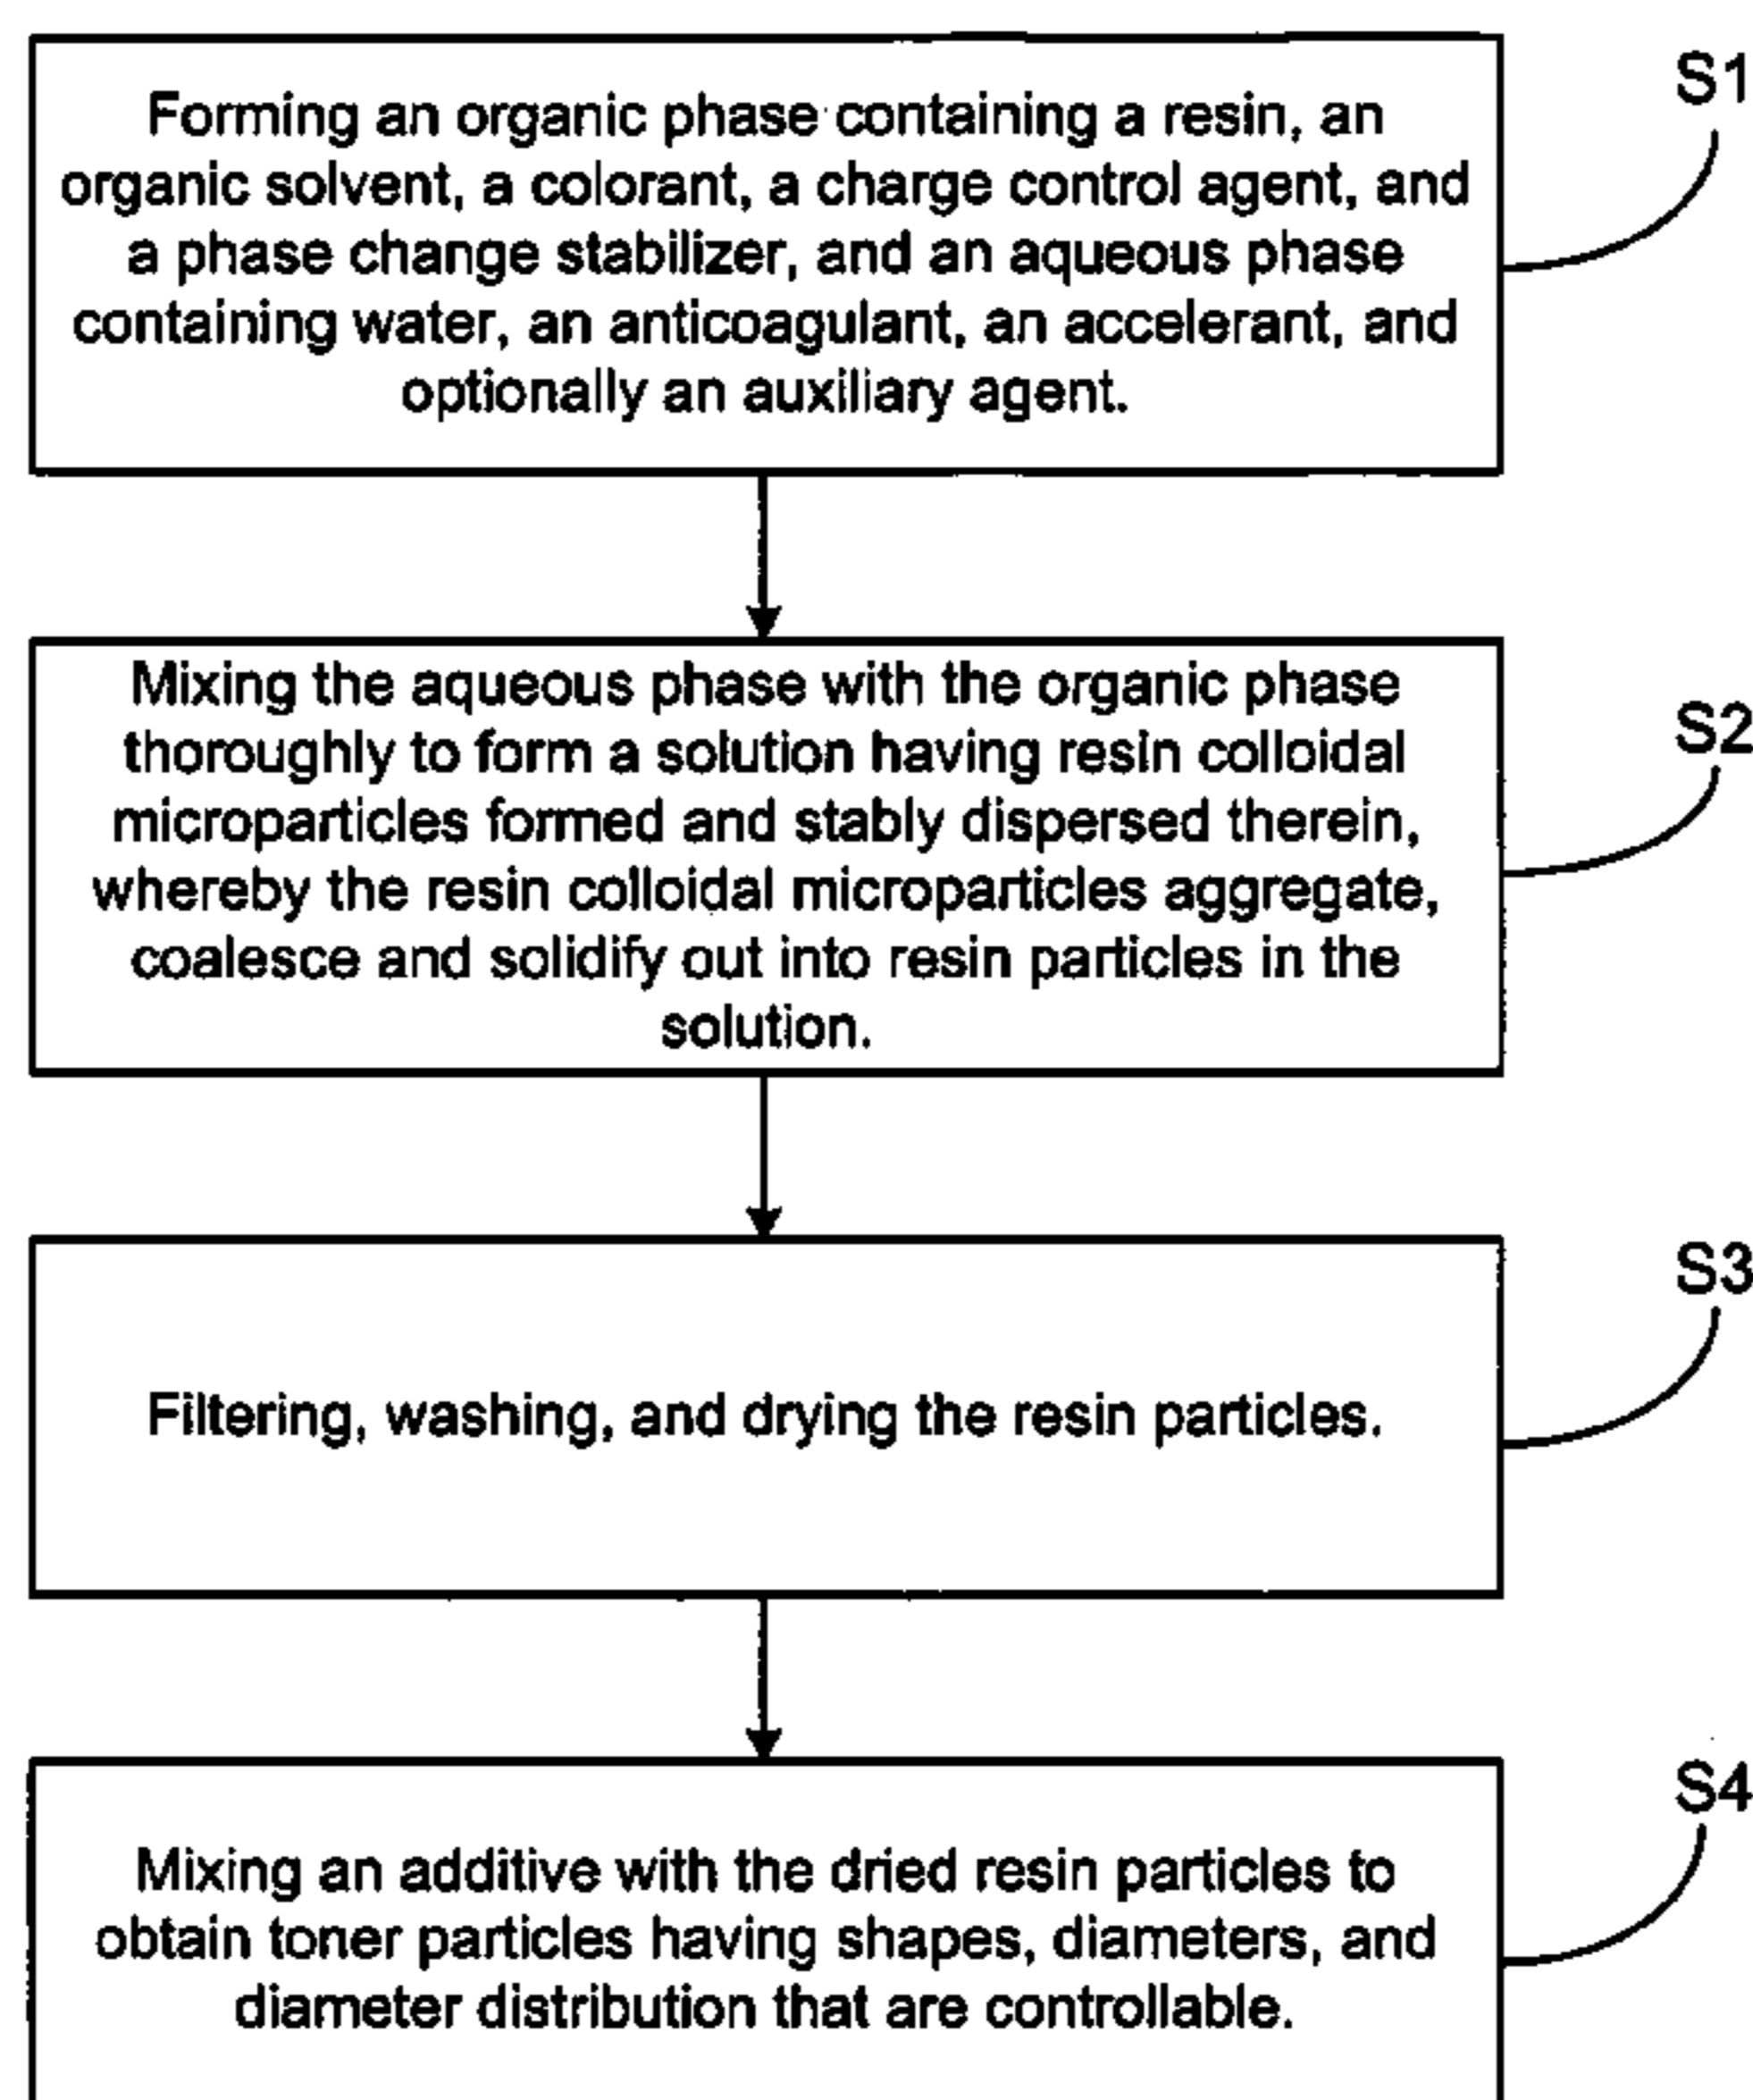 S1
Forming an organic phase containing a resin, an
organic solvent, a colorant, a charge control agent, and
a phase change stabilizer, and an aqueous phase
containing water, an anticoagulant, an accelerant, and
optionally an auxiliary agent.
S2
Mixing the aqueous phase with the organic phase
thoroughly to form a solution having resin colloidal
microparticles formed and stably dispersed therein,
whereby the resin colloidal microparticles aggregate,
coalesce and solidify out into resin particles in the
solution.
S3
Filtering, washing, and drying the resin particles.
S4
Mixing an additive with the dried resin particles to
obtain toner particles having shapes, diameters, and
diameter distribution that are controllable.